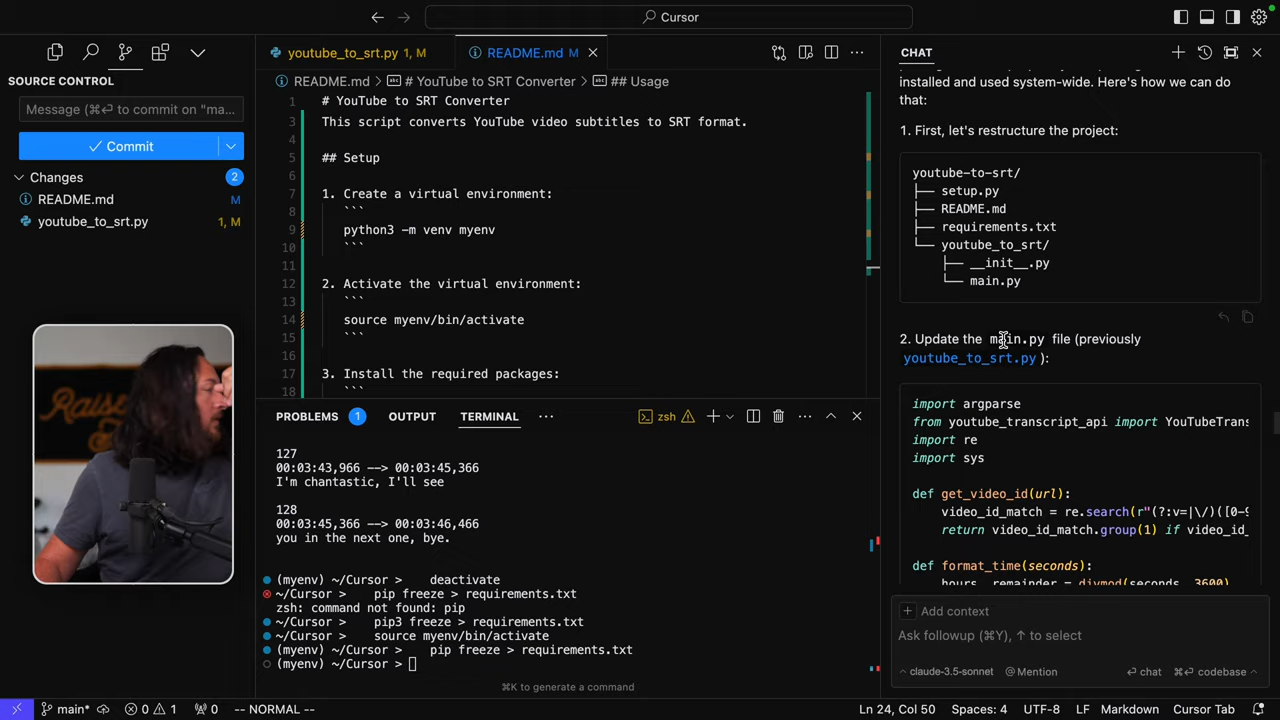 Cursor
SOURCE CONTROL
Message (⌘⏎ to commit on "ma...
Commit
Changes
2
README.md
M
youtube_to_srt.py
1, M
youtube_to_srt.py 1, M
README.md M
README.md > # YouTube to SRT Converter > ## Usage
1 # YouTube to SRT Converter
3 This script converts YouTube video subtitles to SRT format.
4
5 ## Setup
6
7 1. Create a virtual environment:
8 ```
9 python3 -m venv myenv
10 ```
11
12 2. Activate the virtual environment:
13 ```
14 source myenv/bin/activate
15 ```
16
17 3. Install the required packages:
18 ```
PROBLEMS 1 OUTPUT TERMINAL ... zsh
127
00:03:43,966 --> 00:03:45,366
I'm chantastic, I'll see
128
00:03:45,366 --> 00:03:46,466
you in the next one, bye.
(myenv) ~/Cursor > deactivate
~/Cursor > pip freeze > requirements.txt
zsh: command not found: pip
~/Cursor > pip3 freeze > requirements.txt
~/Cursor > source myenv/bin/activate
(myenv) ~/Cursor > pip freeze > requirements.txt
(myenv) ~/Cursor >
⌘K to generate a command
CHAT
installed and used system-wide. Here's how we can do
that:
1. First, let's restructure the project:
youtube-to-srt/
├── setup.py
├── README.md
├── requirements.txt
└── youtube_to_srt/
├── __init__.py
└── main.py
2. Update the main.py file (previously
youtube_to_srt.py ):
import argparse
from youtube_transcript_api import YouTubeTrans
import re
import sys
def get_video_id(url):
video_id_match = re.search(r"(?:v=|\/)([0-9
return video_id_match.group(1) if video_id_
def format_time(seconds):
hours, remainder = divmod(seconds, 3600)
+ Add context
Ask followup (⌘Y), ↑ to select
^ claude-3.5-sonnet @Mention ⏎ chat ⌘⏎ codebase ^
main* 0 1 0 -- NORMAL -- Ln 24, Col 50 Spaces: 4 UTF-8 LF Markdown Cursor Tab